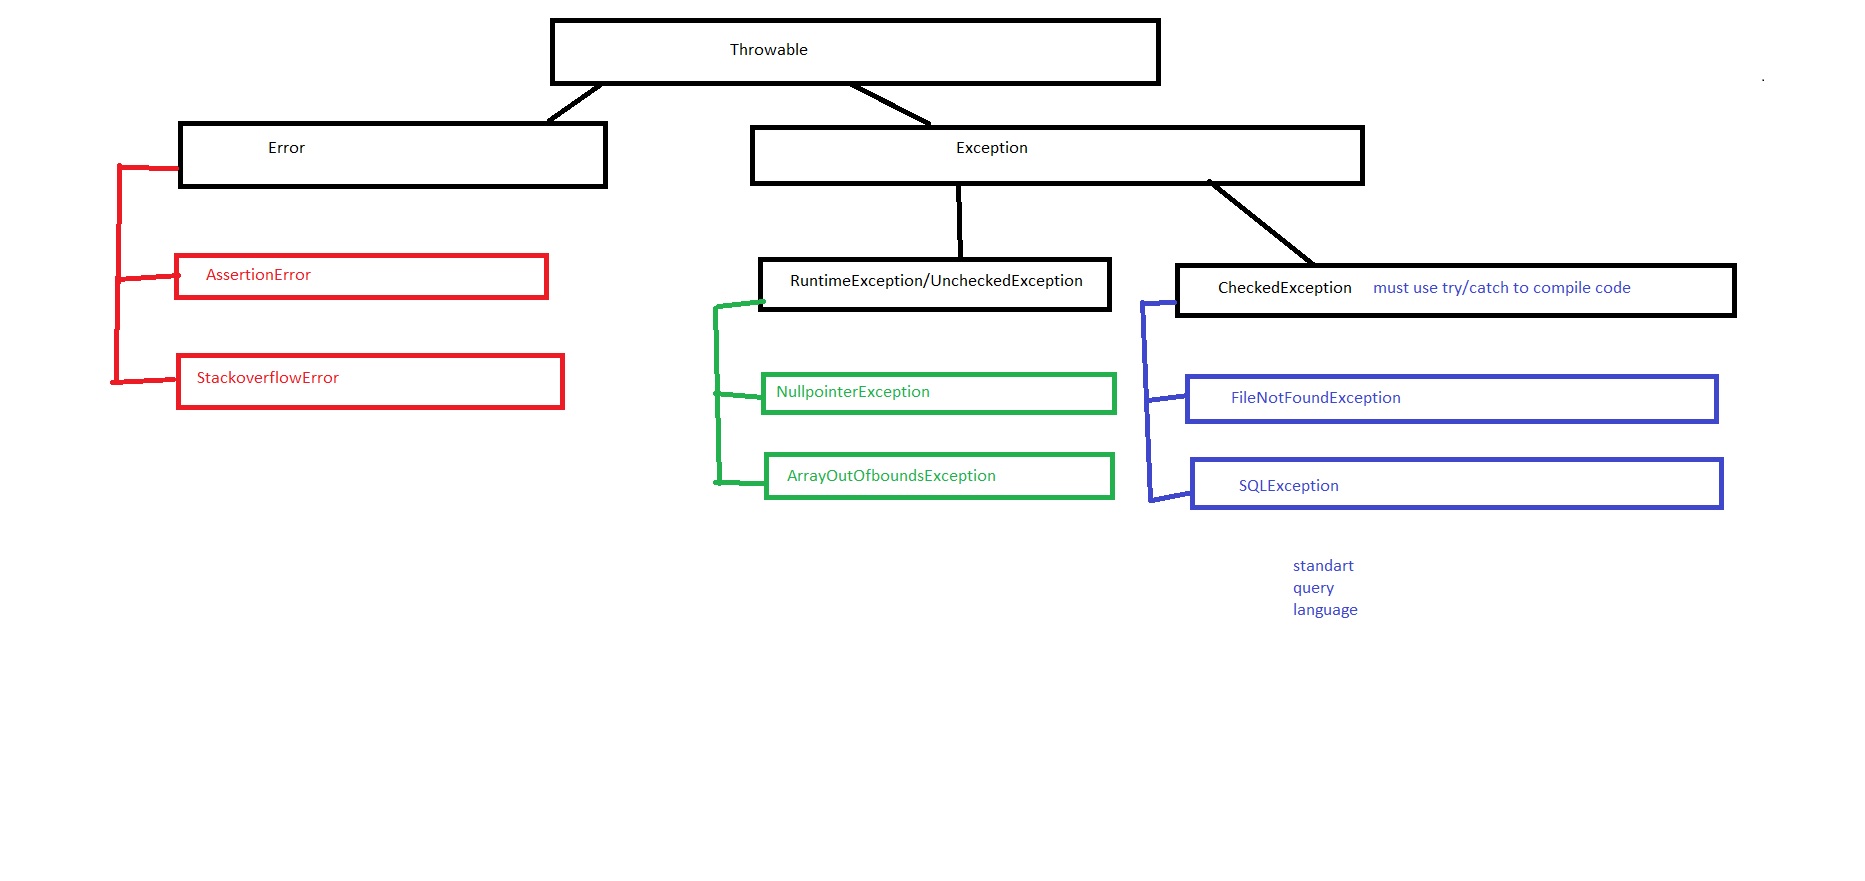 Throwable
Error
Exception
AssertionError
RuntimeException/UncheckedException
CheckedException must use try/catch to compile code
StackoverflowError
NullpointerException
FileNotFoundException
ArrayOutOfboundsException
SQLException
standart
query
language